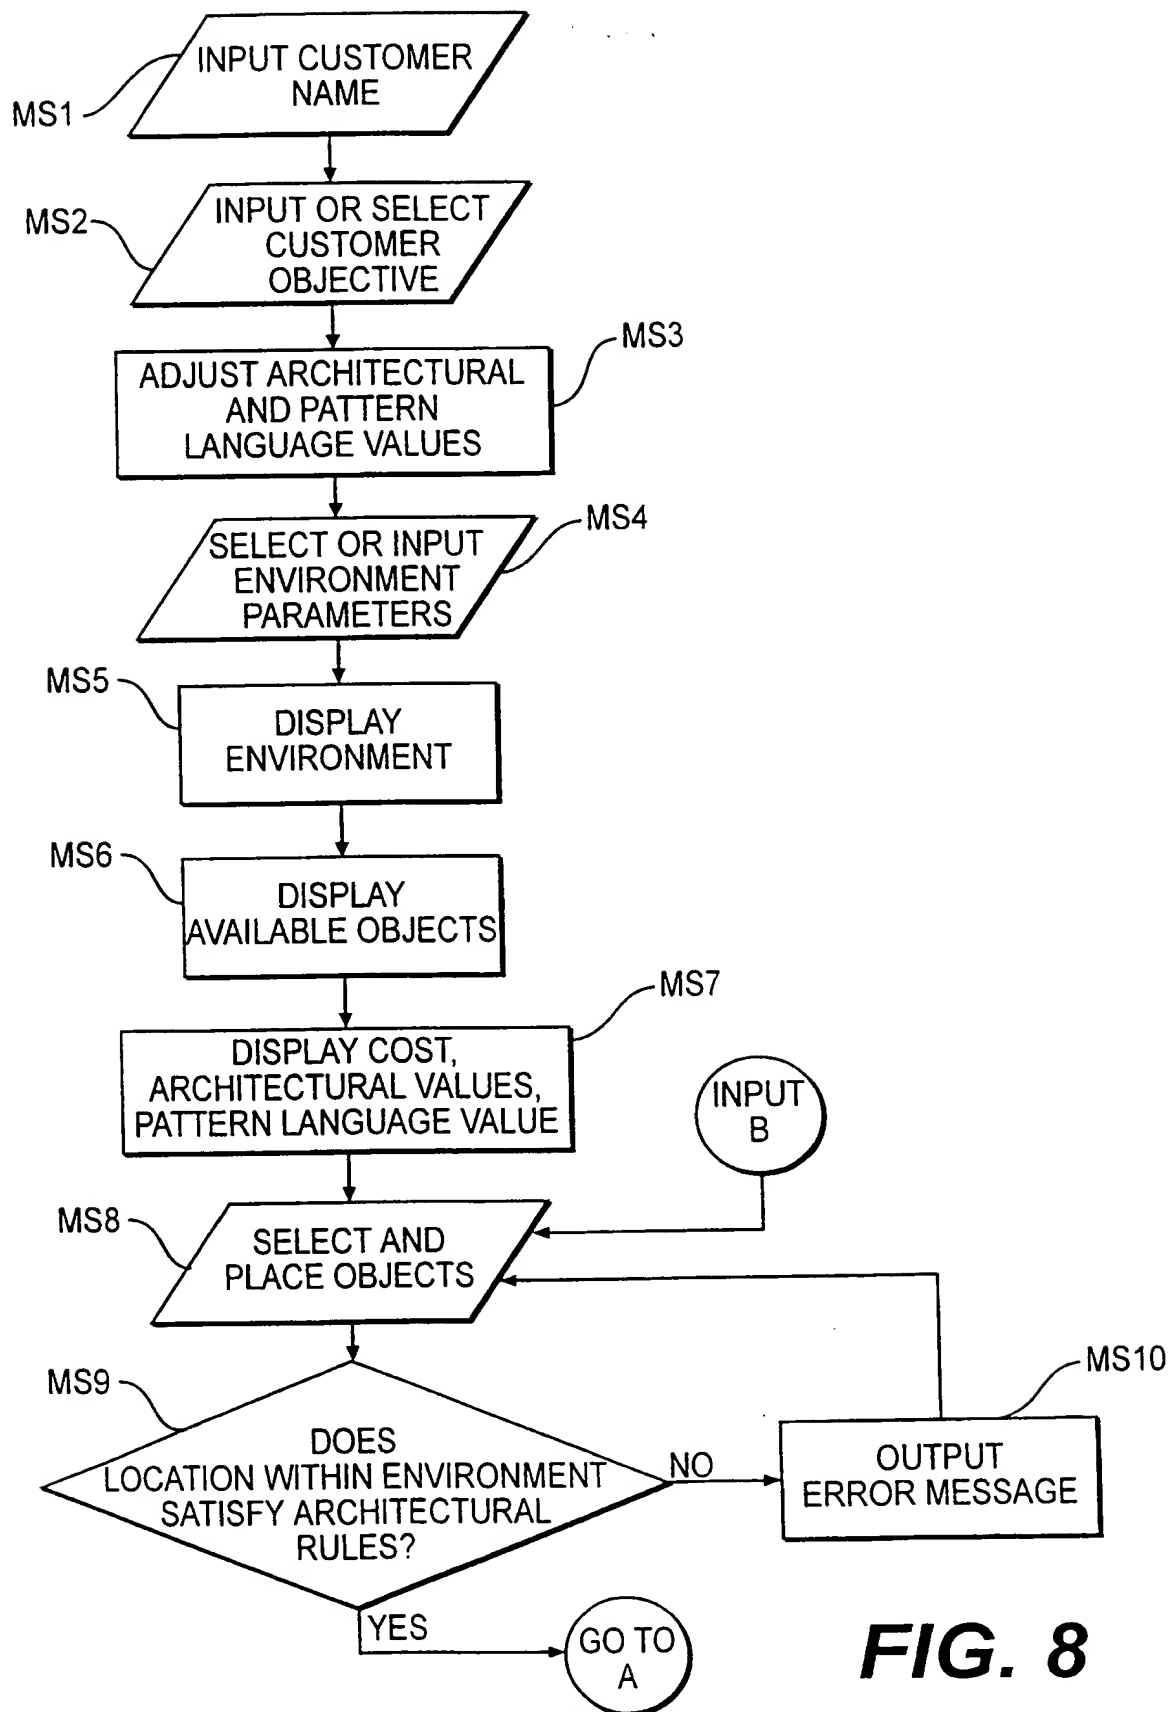 INPUT CUSTOMER
NAME
MS1
INPUT OR SELECT
CUSTOMER
OBJECTIVE
MS2
ADJUST ARCHITECTURAL
AND PATTERN
LANGUAGE VALUES
MS3
SELECT OR INPUT
ENVIRONMENT
PARAMETERS
MS4
MS5
DISPLAY
ENVIRONMENT
MS6
DISPLAY
AVAILABLE OBJECTS
MS7
DISPLAY COST,
ARCHITECTURAL VALUES,
PATTERN LANGUAGE VALUE
INPUT
B
MS8
SELECT AND
PLACE OBJECTS
MS9
DOES
LOCATION WITHIN ENVIRONMENT
SATISFY ARCHITECTURAL
RULES?
NO
MS10
OUTPUT
ERROR MESSAGE
YES
GO TO
A
FIG. 8